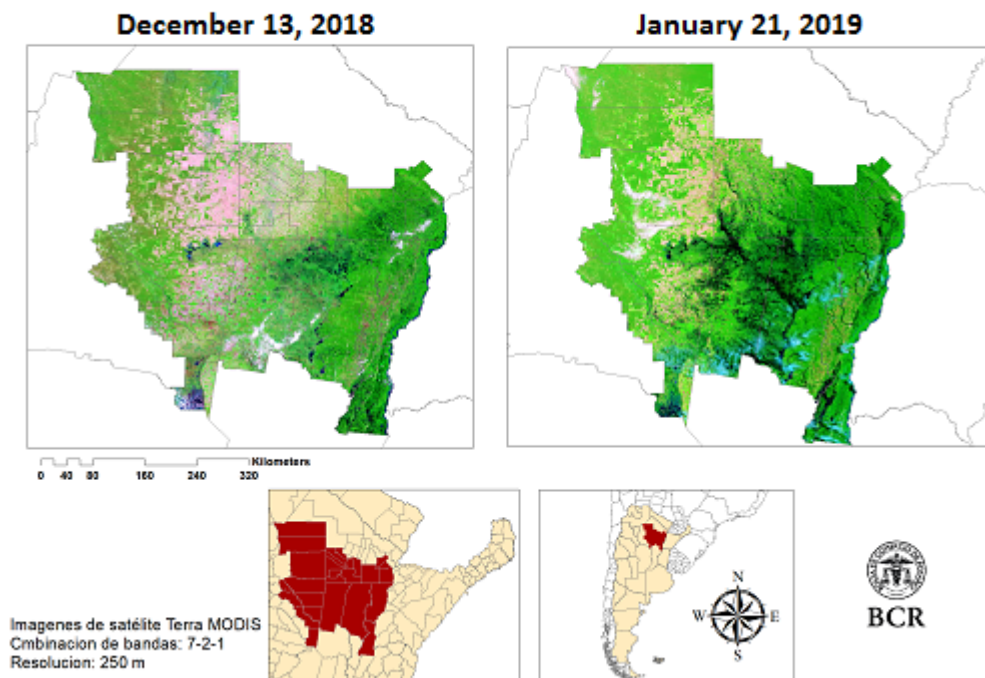 December 13, 2018
January 21, 2019
Kilometers
0 40 80 160 240 320
Imagenes de satélite Terra MODIS
Cmbinacion de bandas: 7-2-1
Resolucion: 250 m
N
W E
S
BCR